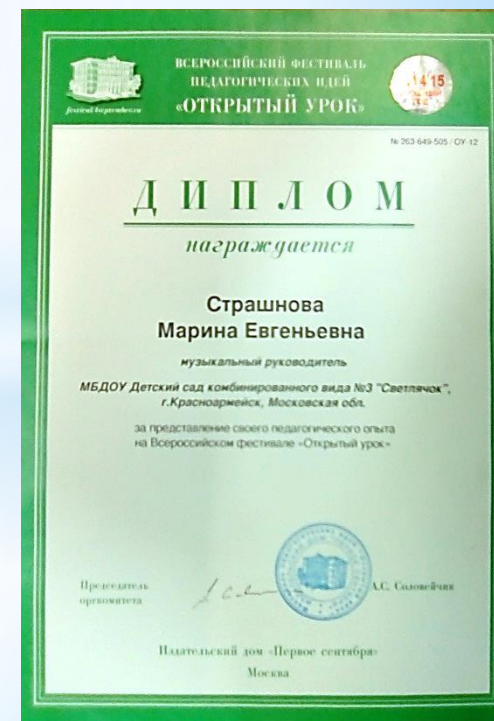 ВСЕРОССИЙСКИЙ ФЕСТИВАЛЬ
ПЕДАГОГИЧЕСКИХ ИДЕЙ
«ОТКРЫТЫЙ УРОК»
festival.1september.ru
14 15
№ 263-649-505 / ОУ-12
ДИПЛОМ
награждается
Страшнова
Марина Евгеньевна
музыкальный руководитель
МБДОУ Детский сад комбинированного вида №3 "Светлячок",
г.Красноармейск, Московская обл.
за представление своего педагогического опыта
на Всероссийском фестивале «Открытый урок»
Председатель
оргкомитета
А.С. Соловейчик
Издательский дом «Первое сентября»
Москва